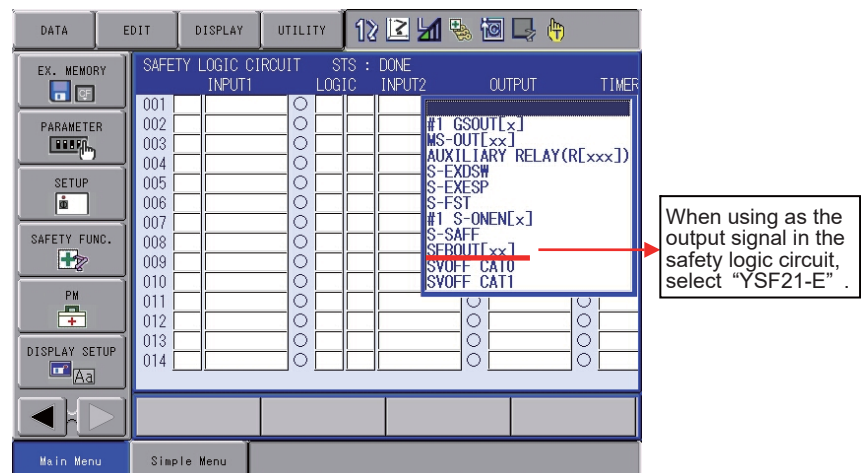 DATA EDIT DISPLAY UTILITY
EX. MEMORY
CF
PARAMETER
SETUP
SAFETY FUNC.
PM
DISPLAY SETUP
Aa
SAFETY LOGIC CIRCUIT STS : DONE
INPUT1 LOGIC INPUT2 OUTPUT TIMER
001
002
003
004
005
006
007
008
009
010
011
012
013
014
#1 GSOUT[x]
MS-OUT[xx]
AUXILIARY RELAY(R[xxx])
S-EXDSW
S-EXESP
S-FST
#1 S-ONEN[x]
S-SAFF
SFBOUT[xx]
SVOFF CAT0
SVOFF CAT1
When using as the
output signal in the
safety logic circuit,
select “YSF21-E” .
Main Menu Simple Menu